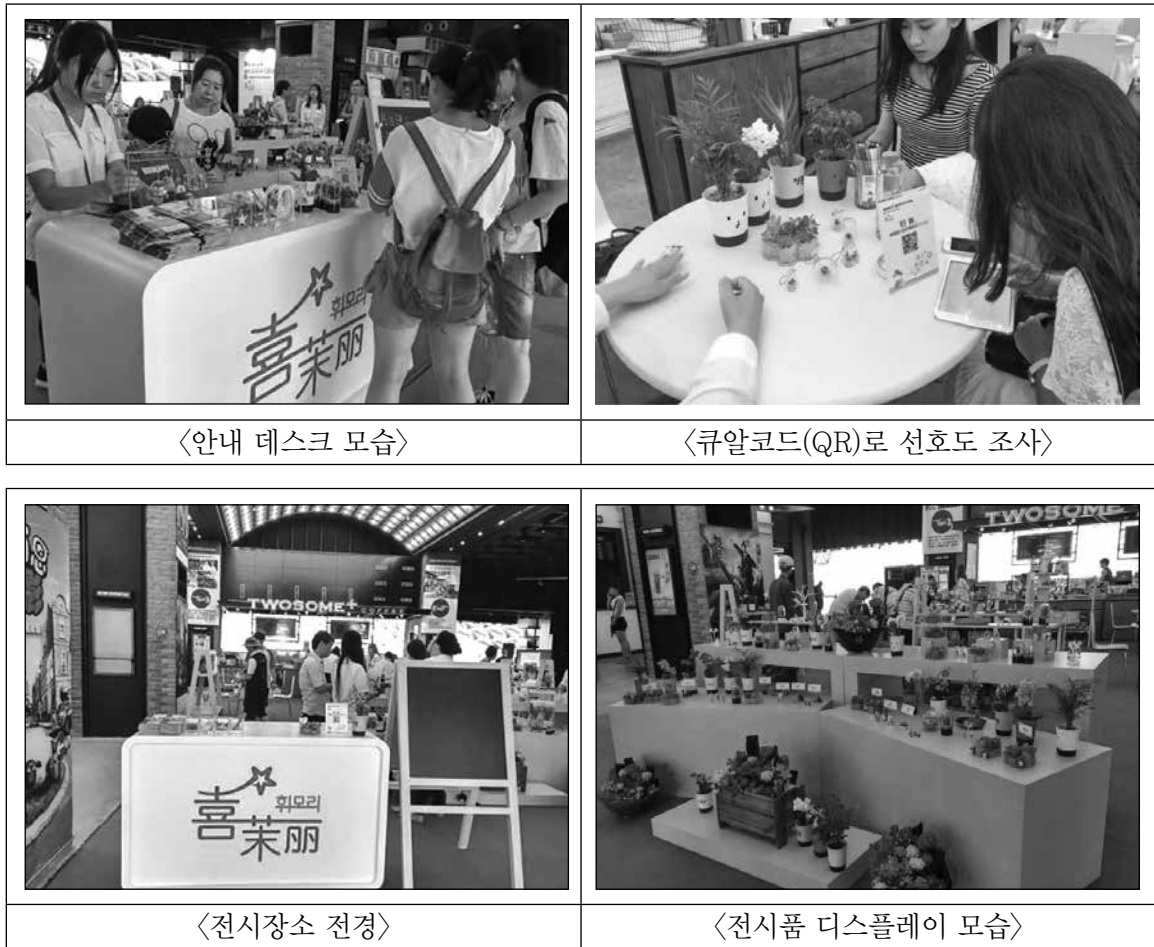 휘모리
喜茉丽
〈안내 데스크 모습〉
〈큐알코드(QR)로 선호도 조사〉
TWOSOME+
휘모리
喜茉丽
TWOSOME+
〈전시장소 전경〉
〈전시품 디스플레이 모습〉